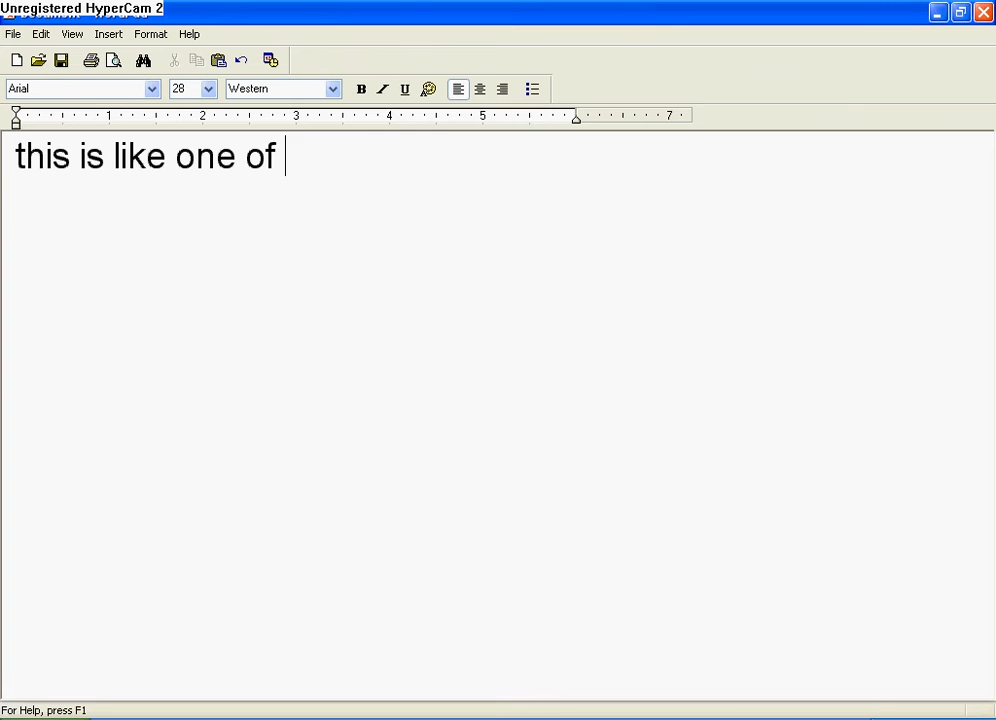 Unregistered HyperCam 2
File Edit View Insert Format Help
Arial 28 Western
1 2 3 4 5 7
this is like one of
For Help, press F1